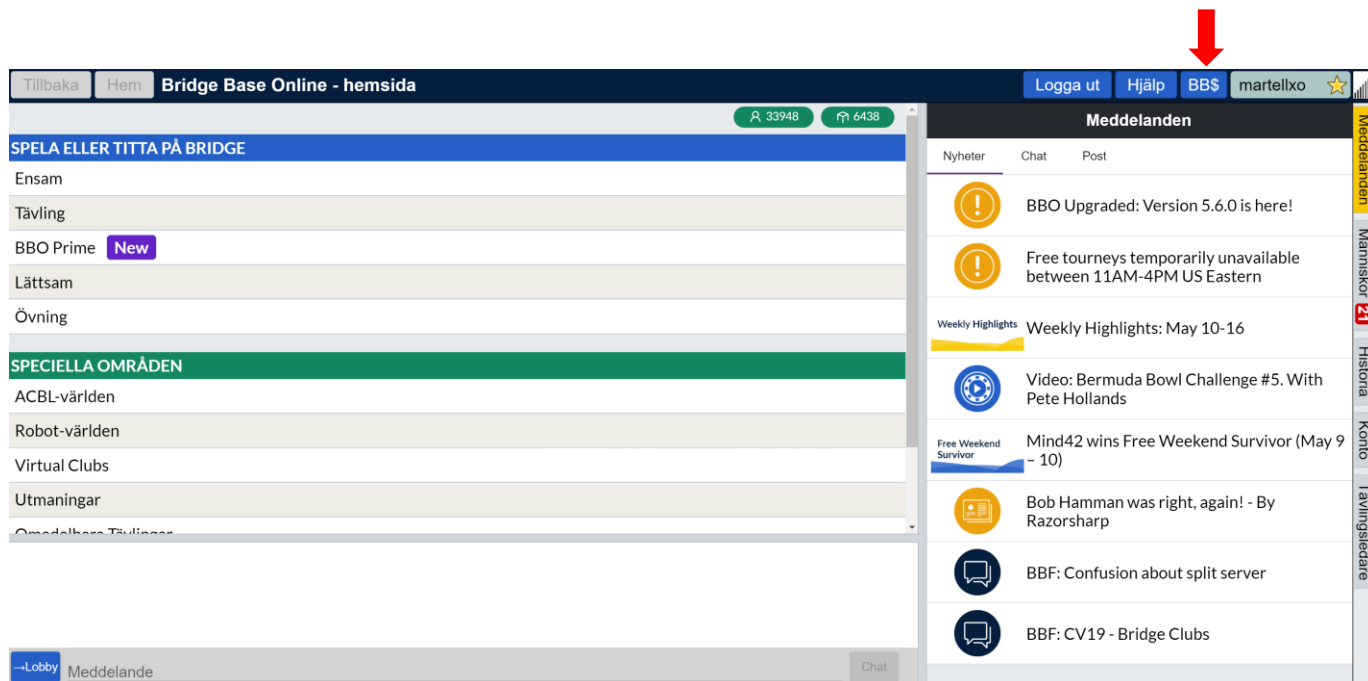 Tillbaka Hem Bridge Base Online - hemsida Logga ut Hjälp BB$ martellxo
33948 6438
SPELA ELLER TITTA PÅ BRIDGE
Ensam
Tävling
BBO Prime New
Lättsam
Övning
SPECIELLA OMRÅDEN
ACBL-världen
Robot-världen
Virtual Clubs
Utmaningar
Omedelbara Tävlingar
→Lobby Meddelande Chat
Meddelanden
Nyheter Chat Post
BBO Upgraded: Version 5.6.0 is here!
Free tourneys temporarily unavailable
between 11AM-4PM US Eastern
Weekly Highlights
Weekly Highlights: May 10-16
Video: Bermuda Bowl Challenge #5. With
Pete Hollands
Free Weekend
Survivor
Mind42 wins Free Weekend Survivor (May 9
– 10)
Bob Hamman was right, again! - By
Razorsharp
BBF: Confusion about split server
BBF: CV19 - Bridge Clubs
Meddelanden
Människor 21
Historia
Konto
Tävlingsledare